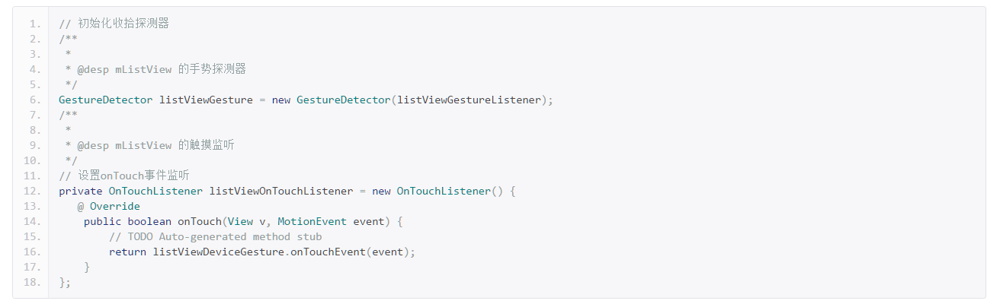 1. // 初始化收拾探测器
2. /**
3.  *
4.  * @desp mListView 的手势探测器
5.  */
6. GestureDetector listViewGesture = new GestureDetector(listViewGestureListener);
7. /**
8.  *
9.  * @desp mListView 的触摸监听
10.  */
11. // 设置onTouch事件监听
12. private OnTouchListener listViewOnTouchListener = new OnTouchListener() {
13.    @ Override
14.     public boolean onTouch(View v, MotionEvent event) {
15.         // TODO Auto-generated method stub
16.         return listViewDeviceGesture.onTouchEvent(event);
17.     }
18. };